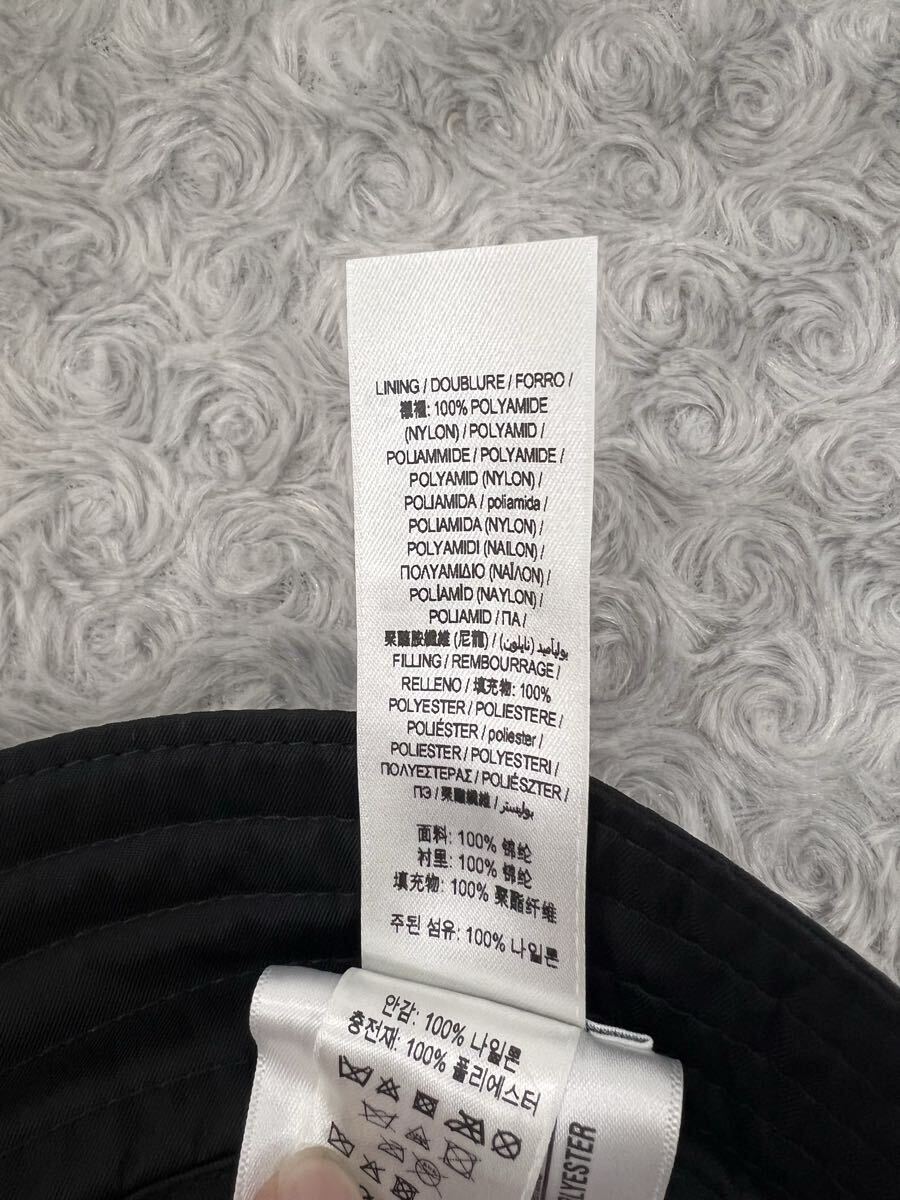 LINING / DOUBLURE / FORRO /
襯裡: 100% POLYAMIDE
(NYLON) / POLYAMID /
POLIAMMIDE / POLYAMIDE /
POLYAMID (NYLON) /
POLIAMIDA / poliamida /
POLIAMIDA (NYLON) /
POLYAMIDI (NAILON) /
ΠΟΛΥΑΜΙΔΙΟ (ΝΑΪΛΟΝ) /
POLİAMİD (NAYLON) /
POLIAMID / ПА /
聚醯胺纖維 (尼龍) / بوليأميد (نايلون) /
FILLING / REMBOURRAGE /
RELLENO / 填充物: 100%
POLYESTER / POLIESTERE /
POLIÉSTER / poliester /
POLIESTER / POLYESTERI /
ΠΟΛΥΕΣΤΕΡΑΣ / POLIÉSZTER /
ПЭ / 聚酯纖維 / بوليستر
面料: 100% 锦纶
衬里: 100% 锦纶
填充物: 100% 聚酯纤维
주된 섬유: 100% 나일론
안감: 100% 나일론
충전재: 100% 폴리에스터
LYESTER